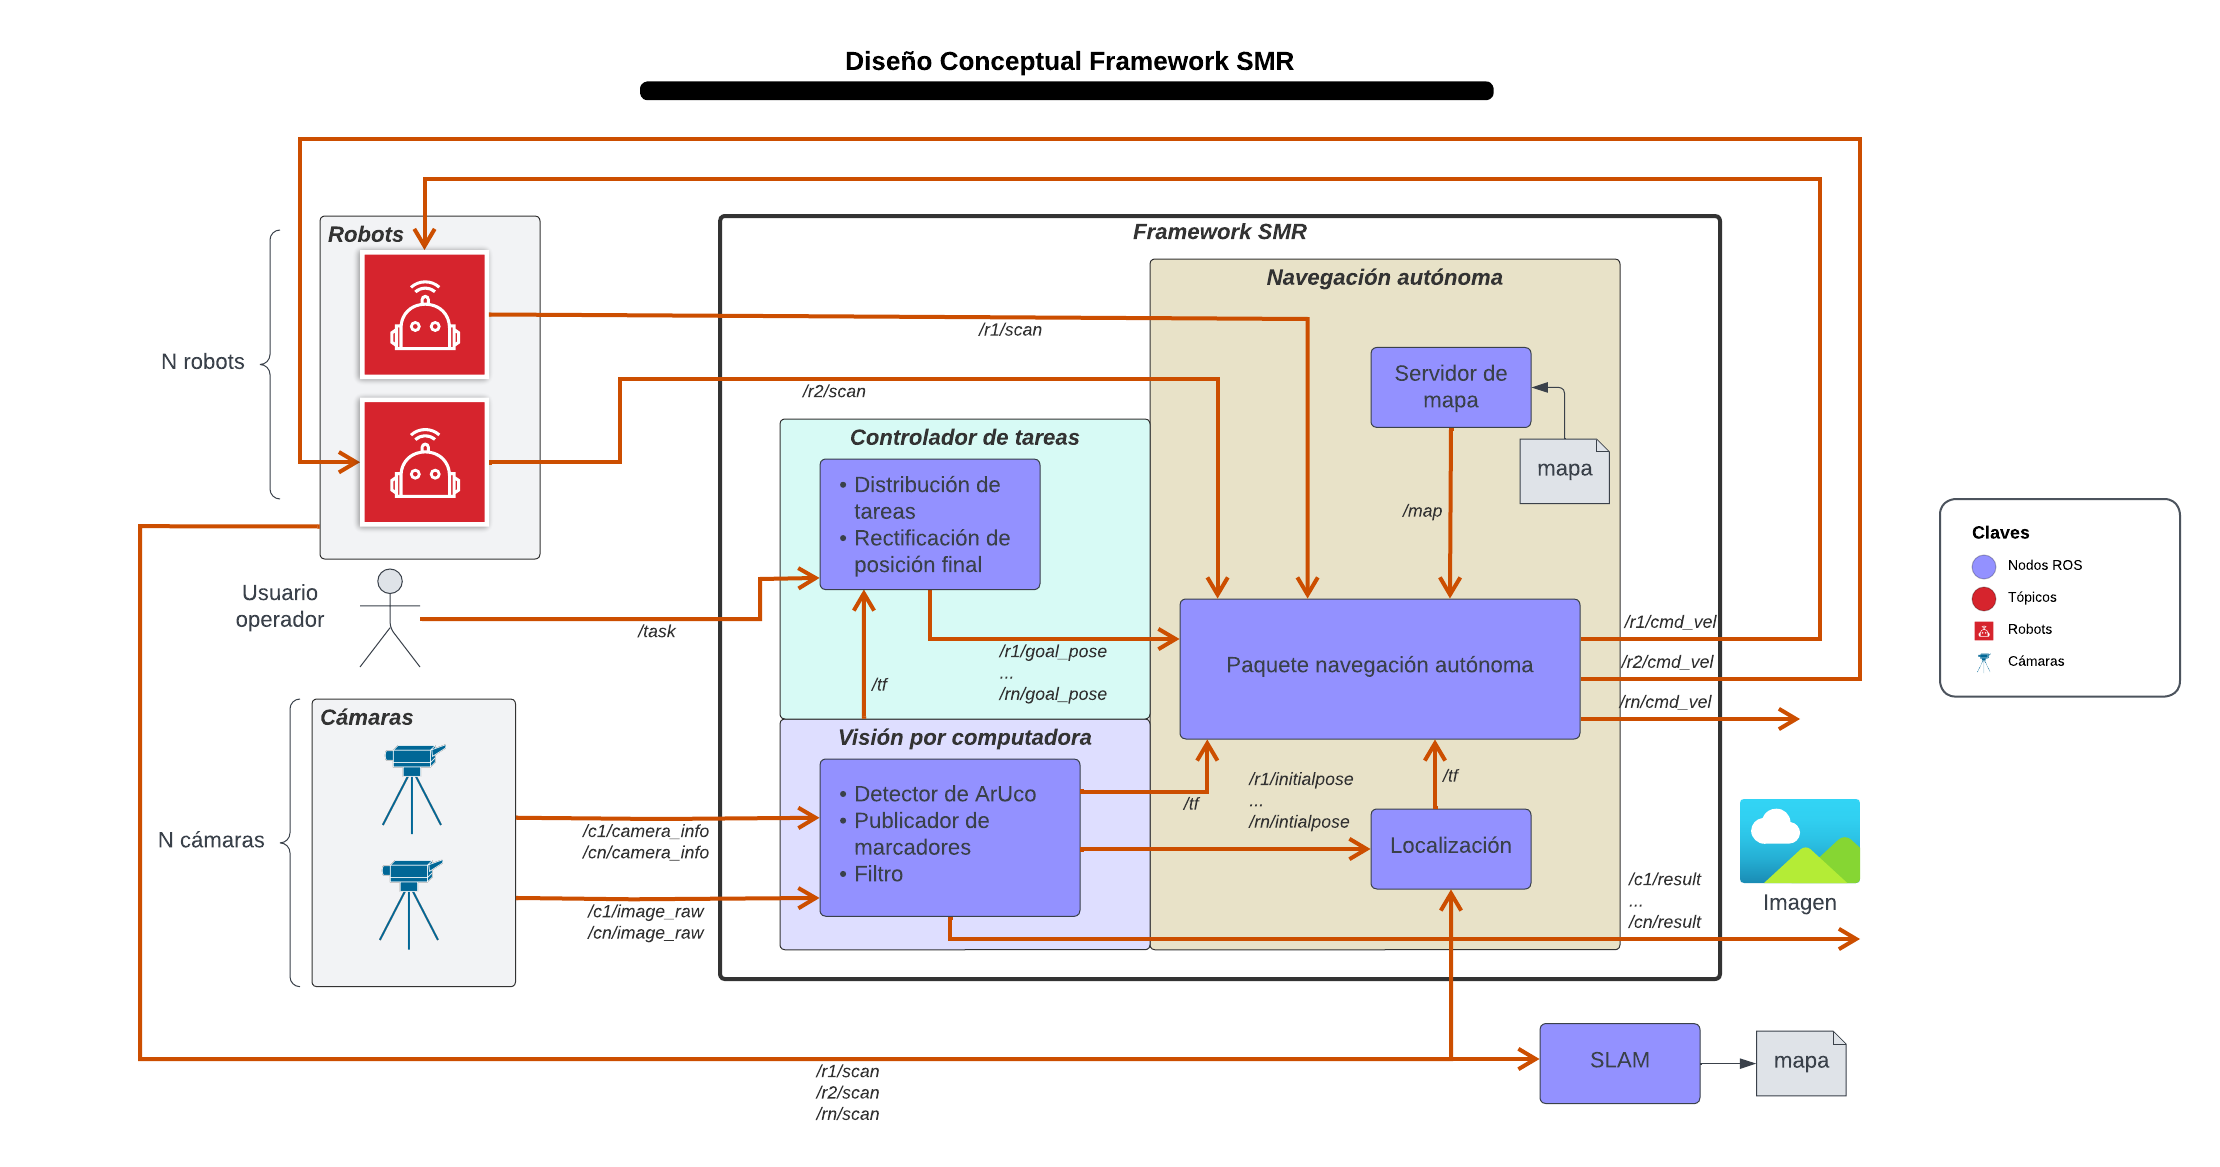 Diseño Conceptual Framework SMR
Robots
N robots
Framework SMR
Navegación autónoma
/r1/scan
/r2/scan
Servidor de
mapa
mapa
/map
Controlador de tareas
• Distribución de
tareas
• Rectificación de
posición final
Usuario
operador
/task
/r1/goal_pose
...
/rn/goal_pose
/tf
Paquete navegación autónoma
/r1/cmd_vel
/r2/cmd_vel
/rn/cmd_vel
Claves
Nodos ROS
Tópicos
Robots
Cámaras
Cámaras
N cámaras
/c1/camera_info
/cn/camera_info
/c1/image_raw
/cn/image_raw
Visión por computadora
• Detector de ArUco
• Publicador de
marcadores
• Filtro
/tf
/r1/initialpose
...
/rn/intialpose
/tf
Localización
/c1/result
...
/cn/result
Imagen
/r1/scan
/r2/scan
/rn/scan
SLAM
mapa